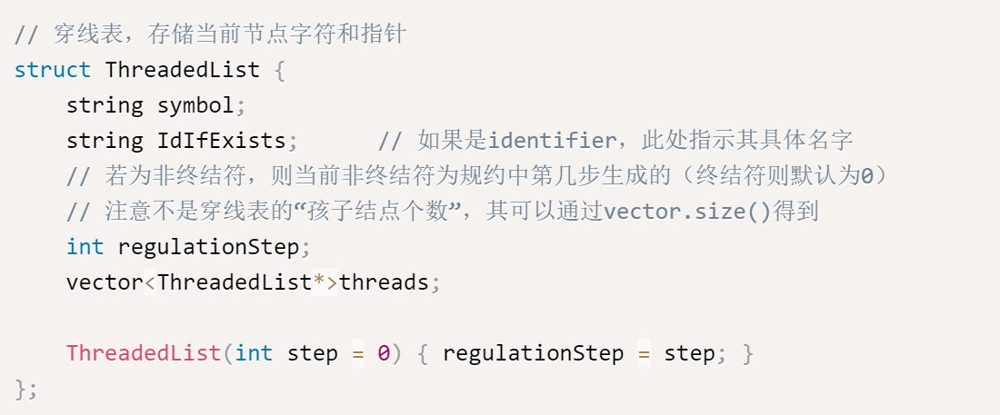 // 穿线表，存储当前节点字符和指针
struct ThreadedList {
    string symbol;
    string IdIfExists;      // 如果是identifier，此处指示其具体名字
    // 若为非终结符，则当前非终结符为规约中第几步生成的（终结符则默认为0）
    // 注意不是穿线表的“孩子结点个数”，其可以通过vector.size()得到
    int regulationStep;
    vector<ThreadedList*>threads;

    ThreadedList(int step = 0) { regulationStep = step; }
};